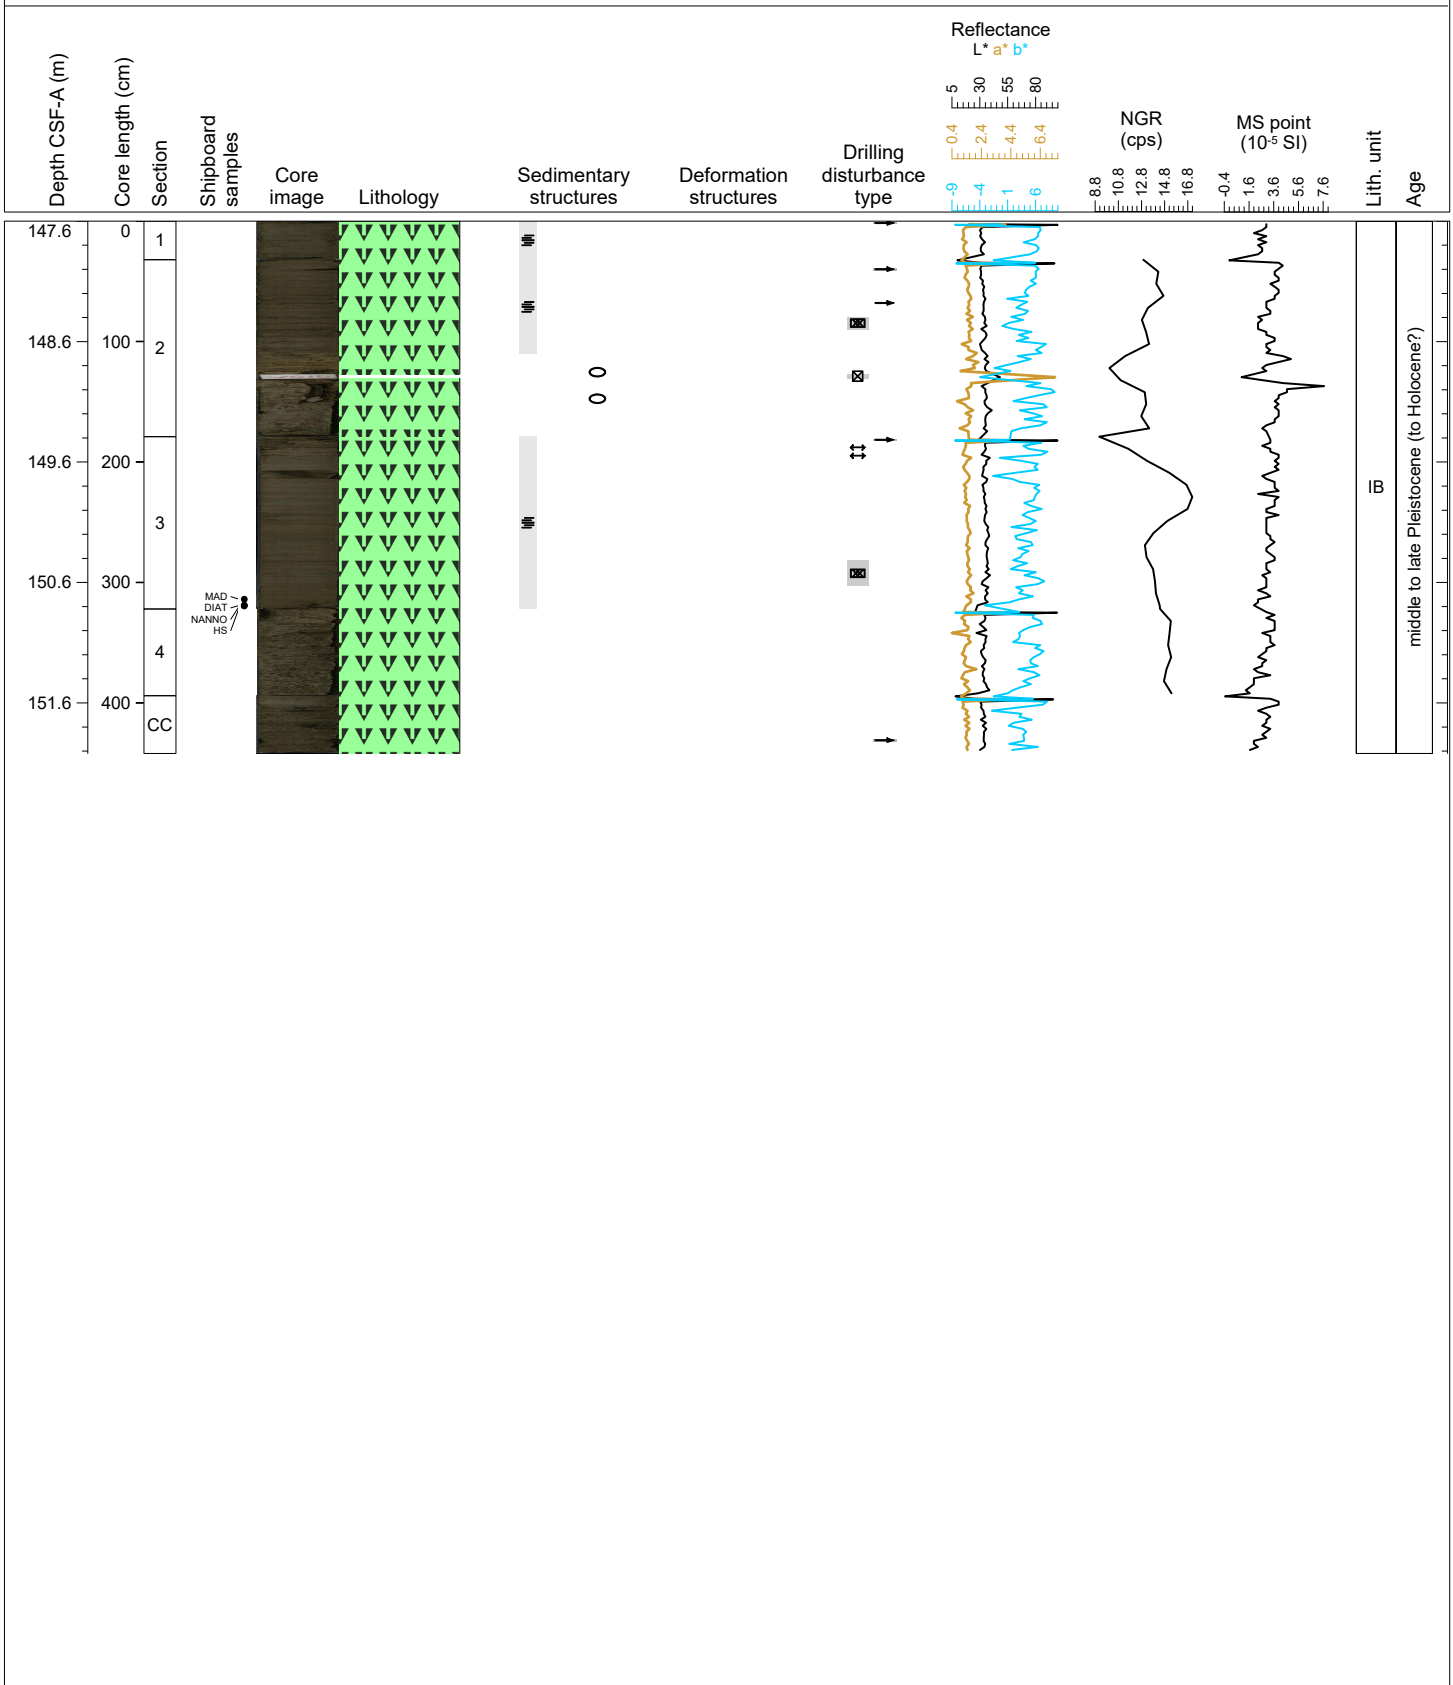 Reflectance
L* a* b*
5 30 55 80
0.4 2.4 4.4 6.4
-9 -4 1 6
Depth CSF-A (m)
Core length (cm)
Section
Shipboard
samples
Core
image
Lithology
Sedimentary
structures
Deformation
structures
Drilling
disturbance
type
NGR
(cps)
8.8 10.8 12.8 14.8 16.8
MS point
(10-5 SI)
-0.4 1.6 3.6 5.6 7.6
Lith. unit
Age
147.6 0 1
148.6 100 2
149.6 200
IB
3
150.6 300
MAD
DIAT
NANNO
HS
4
151.6 400
CC
middle to late Pleistocene (to Holocene?)